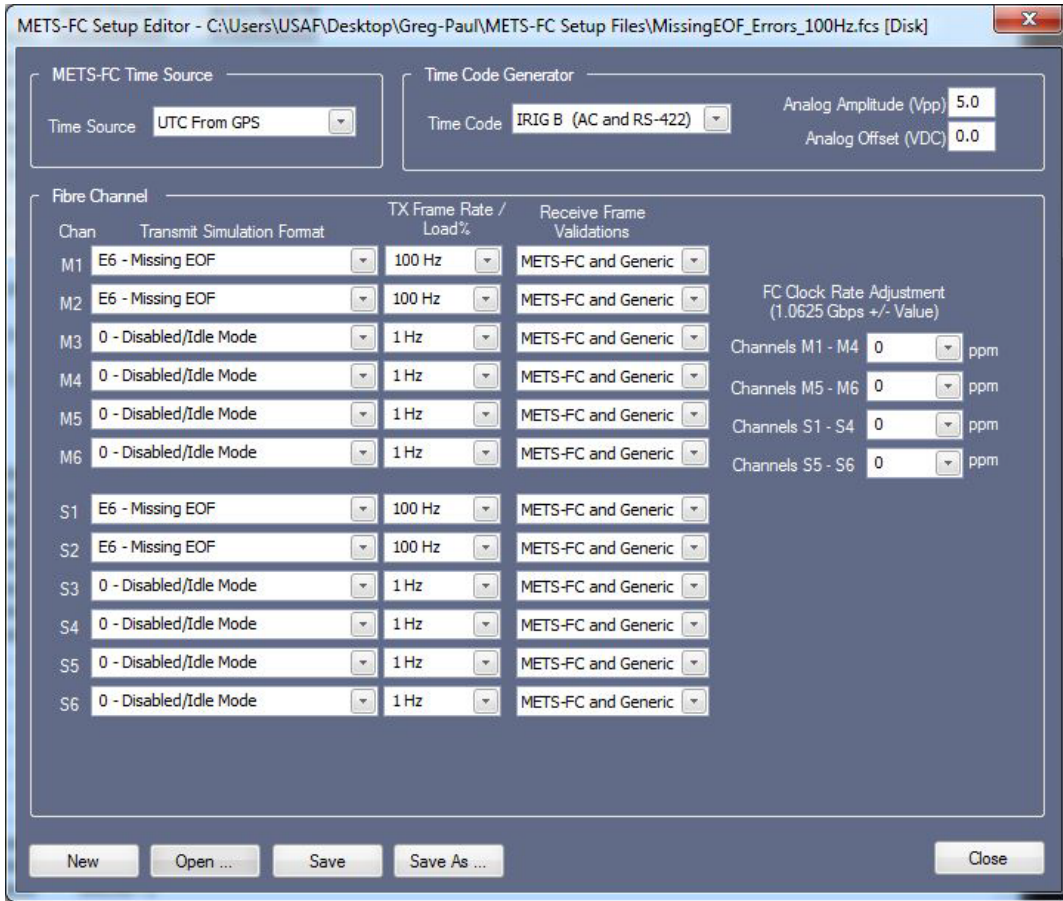 METS-FC Setup Editor - C:\Users\USAF\Desktop\Greg-Paul\METS-FC Setup Files\MissingEOF_Errors_100Hz.fcs [Disk]
METS-FC Time Source
Time Source UTC From GPS
Time Code Generator
Time Code IRIG B (AC and RS-422)
Analog Amplitude (Vpp) 5.0
Analog Offset (VDC) 0.0
Fibre Channel
Chan Transmit Simulation Format
TX Frame Rate /
Load%
Receive Frame
Validations
M1 E6 - Missing EOF 100 Hz METS-FC and Generic
M2 E6 - Missing EOF 100 Hz METS-FC and Generic
M3 0 - Disabled/Idle Mode 1 Hz METS-FC and Generic
M4 0 - Disabled/Idle Mode 1 Hz METS-FC and Generic
M5 0 - Disabled/Idle Mode 1 Hz METS-FC and Generic
M6 0 - Disabled/Idle Mode 1 Hz METS-FC and Generic
S1 E6 - Missing EOF 100 Hz METS-FC and Generic
S2 E6 - Missing EOF 100 Hz METS-FC and Generic
S3 0 - Disabled/Idle Mode 1 Hz METS-FC and Generic
S4 0 - Disabled/Idle Mode 1 Hz METS-FC and Generic
S5 0 - Disabled/Idle Mode 1 Hz METS-FC and Generic
S6 0 - Disabled/Idle Mode 1 Hz METS-FC and Generic
FC Clock Rate Adjustment
(1.0625 Gbps +/- Value)
Channels M1 - M4 0 ppm
Channels M5 - M6 0 ppm
Channels S1 - S4 0 ppm
Channels S5 - S6 0 ppm
New Open ... Save Save As ... Close